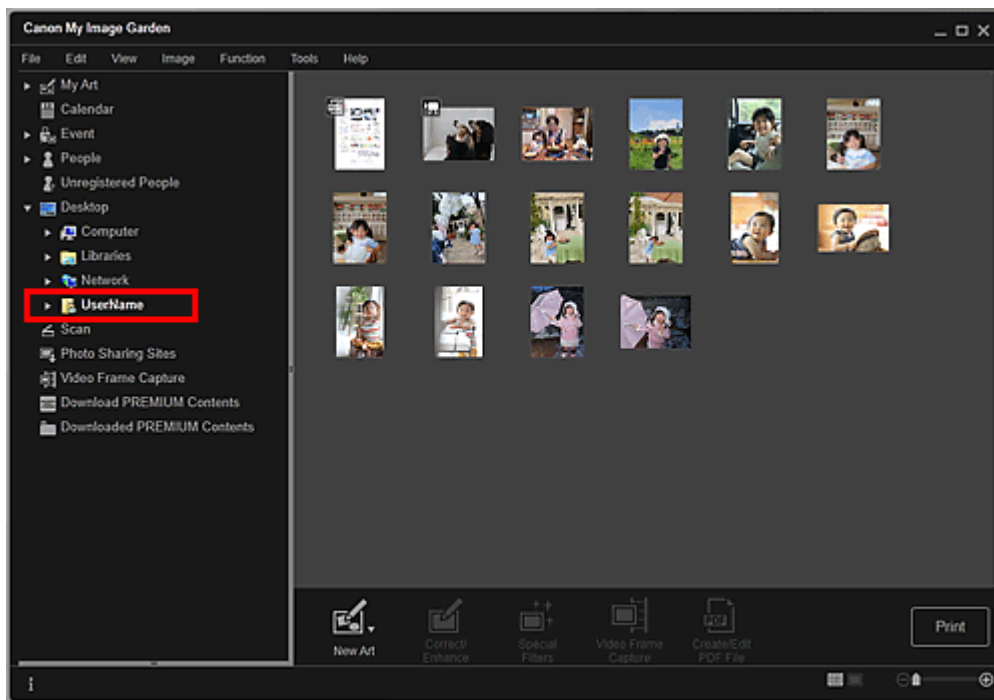 Canon My Image Garden
File Edit View Image Function Tools Help
My Art
Calendar
Event
People
Unregistered People
Desktop
Computer
Libraries
Network
UserName
Scan
Photo Sharing Sites
Video Frame Capture
Download PREMIUM Contents
Downloaded PREMIUM Contents
New Art
Correct/
Enhance
Special
Filters
Video Frame
Capture
PDF
Create/Edit
PDF File
Print